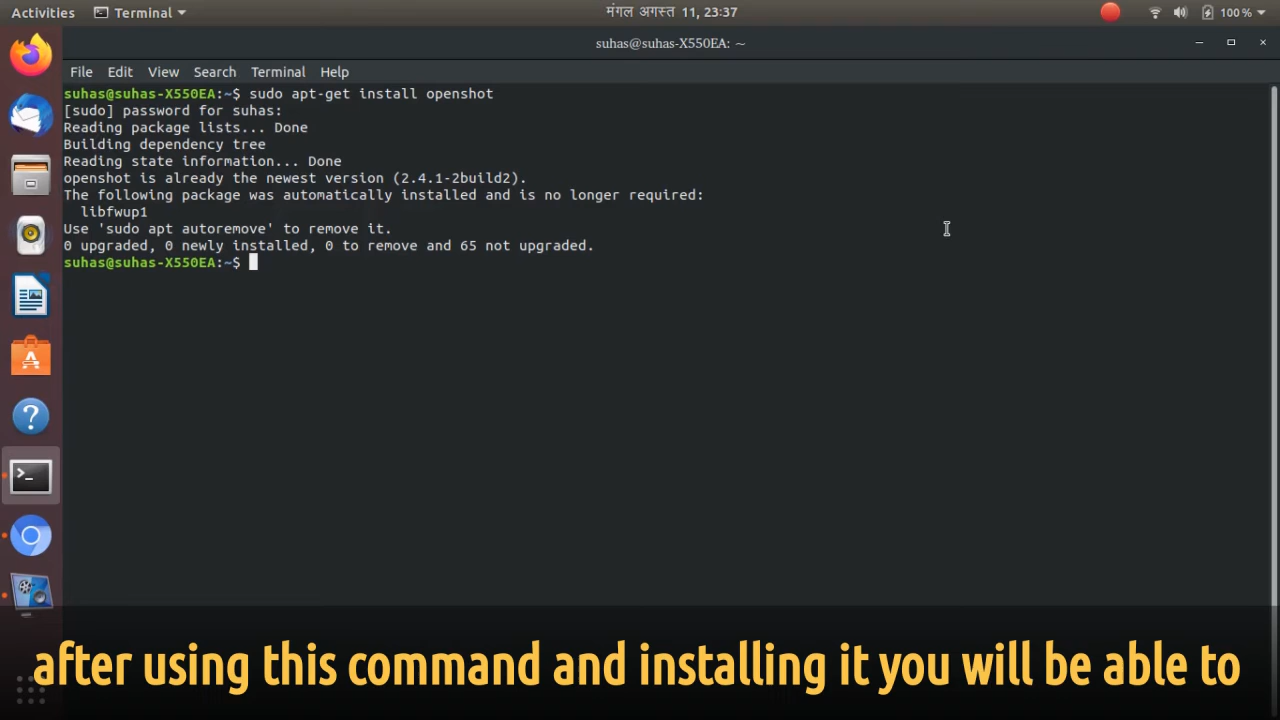 Activities Terminal मंगल अगस्त 11, 23:37 100%
suhas@suhas-X550EA: ~
File Edit View Search Terminal Help
suhas@suhas-X550EA:~$ sudo apt-get install openshot
[sudo] password for suhas:
Reading package lists... Done
Building dependency tree
Reading state information... Done
openshot is already the newest version (2.4.1-2build2).
The following package was automatically installed and is no longer required:
libfwup1
Use 'sudo apt autoremove' to remove it.
0 upgraded, 0 newly installed, 0 to remove and 65 not upgraded.
suhas@suhas-X550EA:~$
after using this command and installing it you will be able to